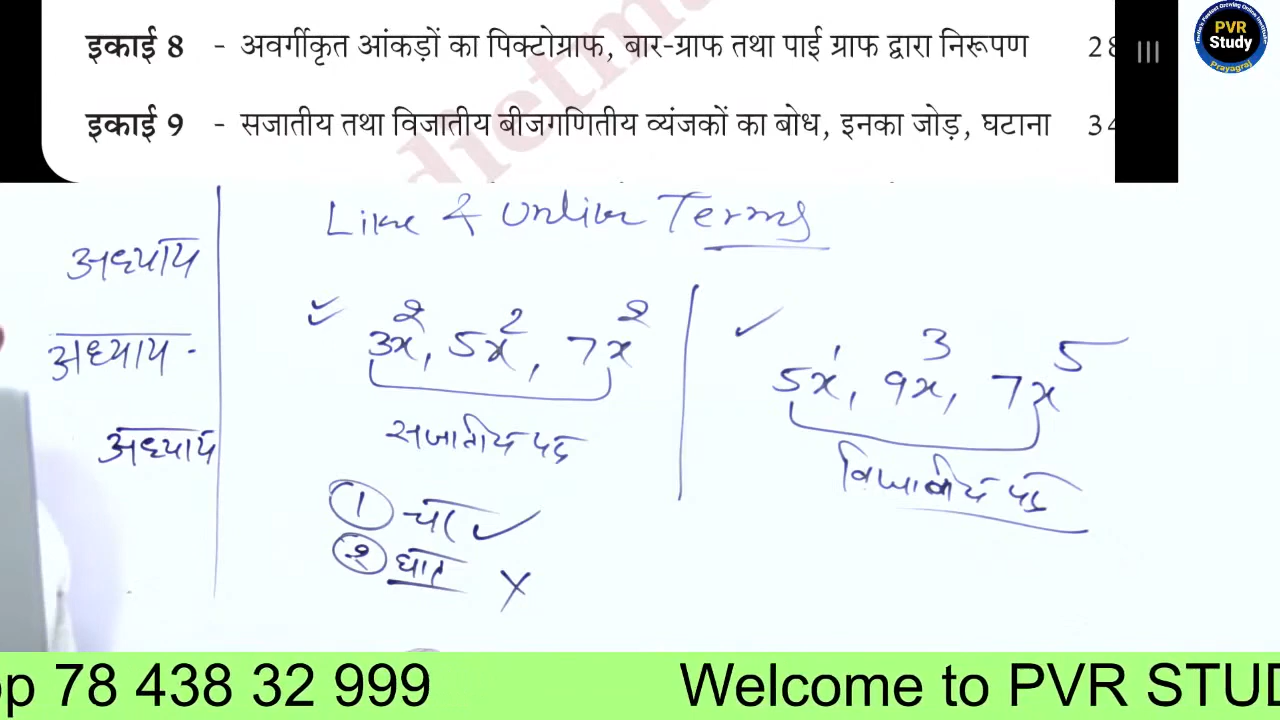 इकाई 8 - अवर्गीकृत आंकड़ों का पिक्टोग्राफ, बार-ग्राफ तथा पाई ग्राफ द्वारा निरूपण 28
इकाई 9 - सजातीय तथा विजातीय बीजगणितीय व्यंजकों का बोध, इनका जोड़, घटाना 34
PVR
Study
Prayagraj
Like & Unlike Terms
अध्याय
अध्याय
अध्याय
3x², 5x², 7x²
सजातीय पद
① चर ✓
② घात ✗
5x¹, 9x³, 7x⁵
विजातीय पद
op 78 438 32 999 Welcome to PVR STUD